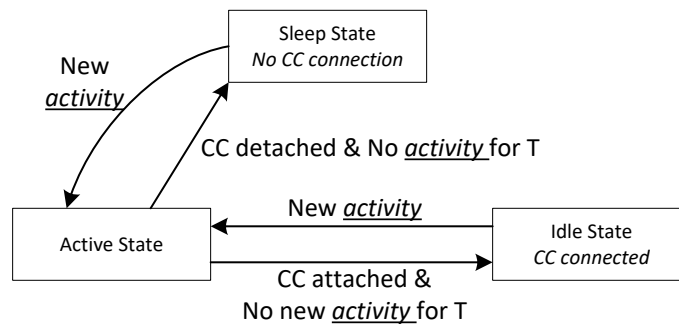 Sleep State
No CC connection
New
activity
CC detached & No activity for T
New activity
Active State
Idle State
CC connected
CC attached &
No new activity for T